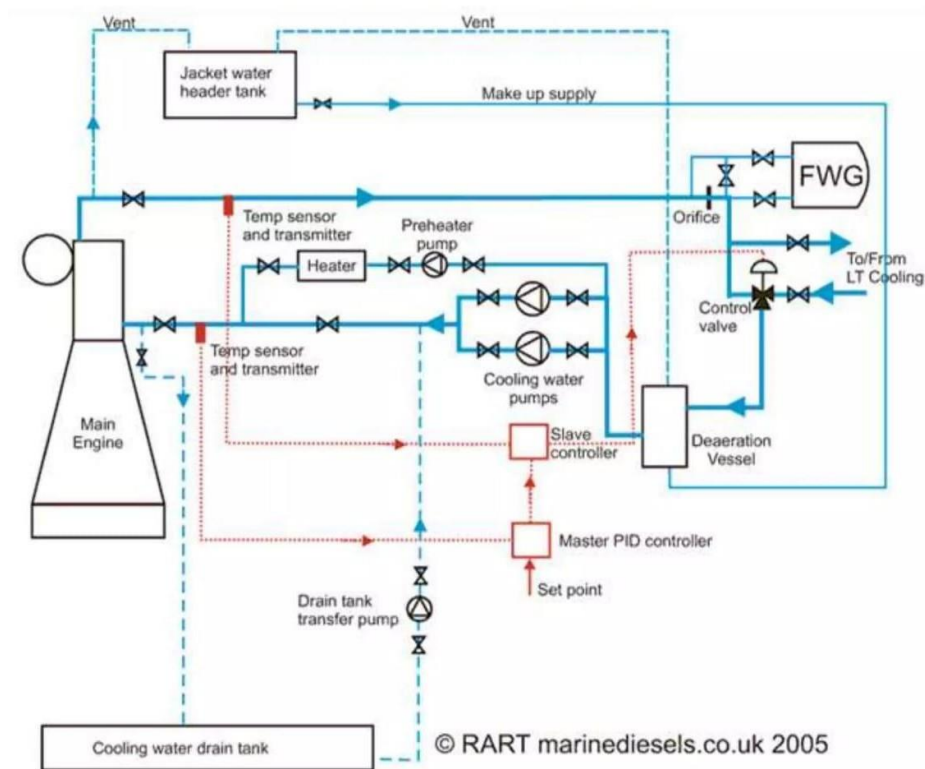 Vent
Vent
Jacket water
header tank
Make up supply
FWG
Orifice
Temp sensor
and transmitter
Preheater
pump
Heater
To/From
LT Cooling
Control
valve
Temp sensor
and transmitter
Cooling water
pumps
Main
Engine
Slave
controller
Deaeration
Vessel
Master PID controller
Set point
Drain tank
transfer pump
Cooling water drain tank
© RART marinediesels.co.uk 2005